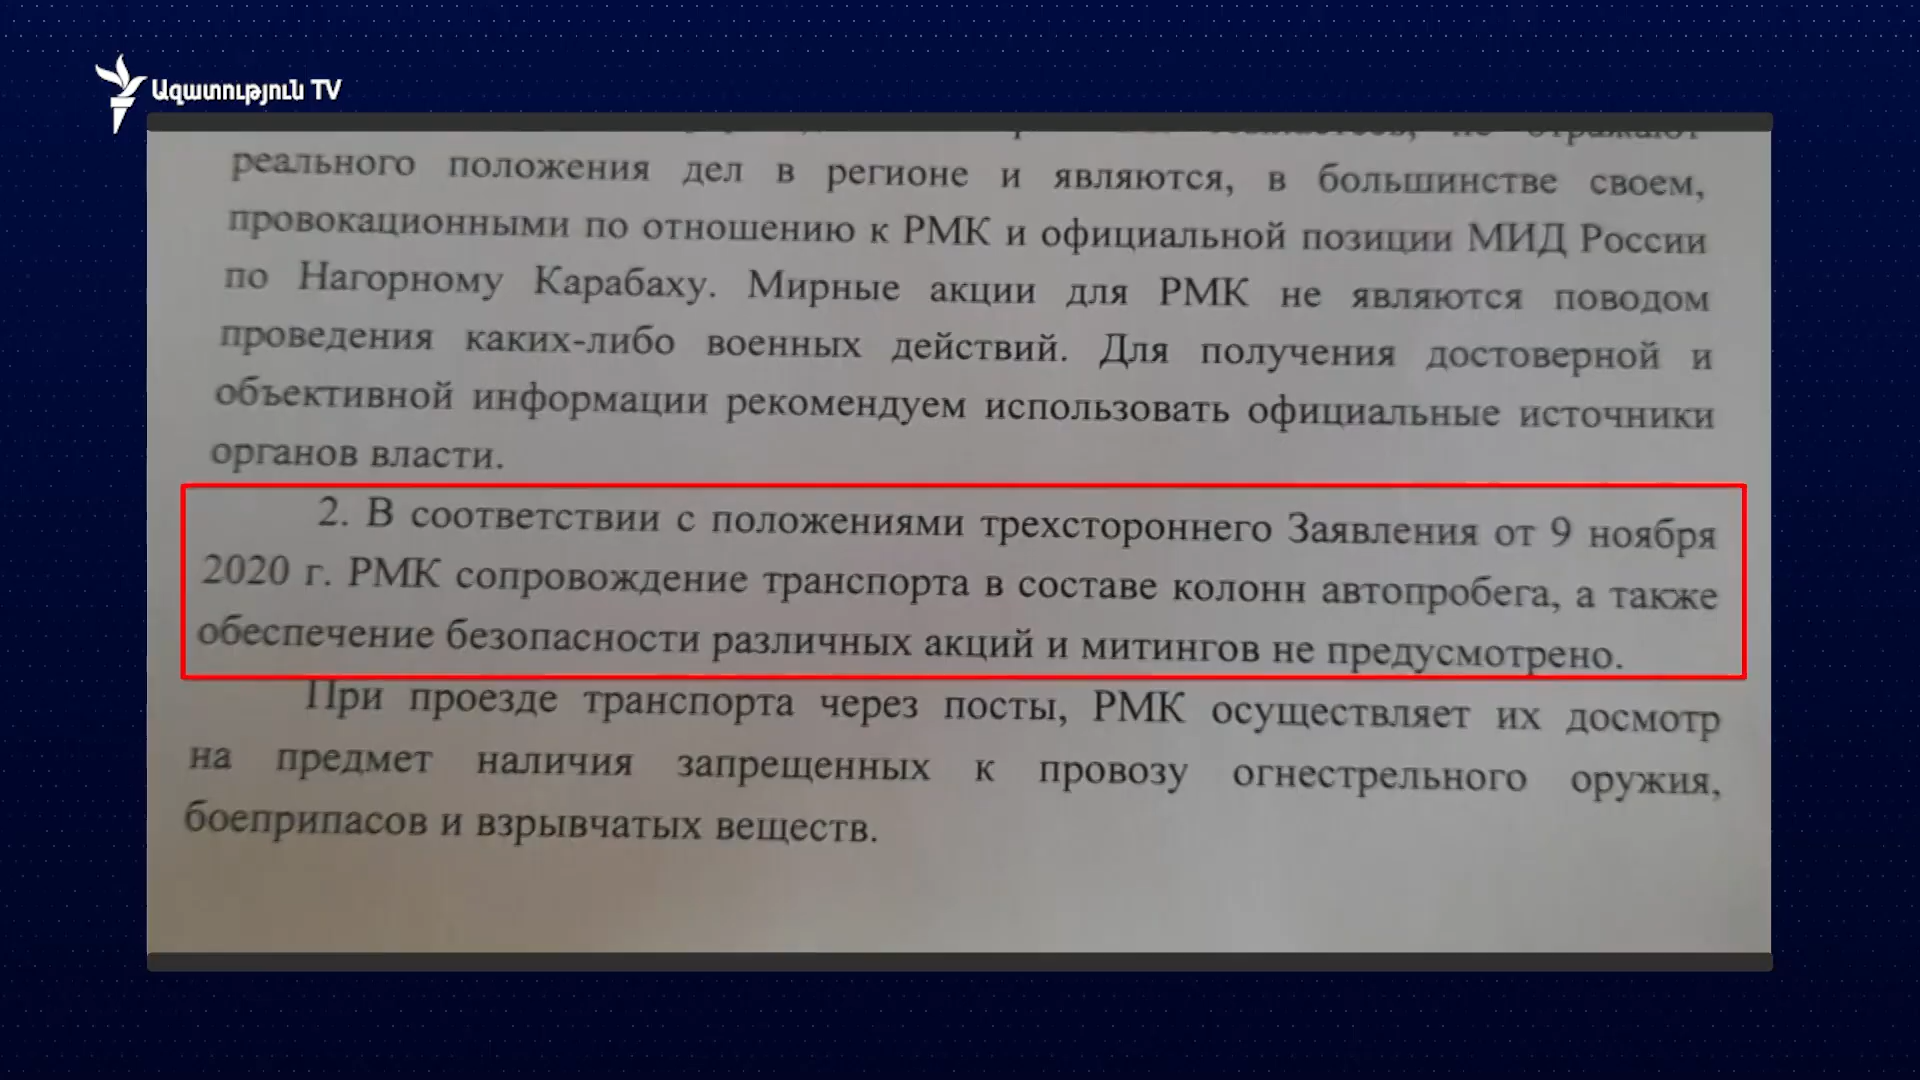 Ազատություն TV
не отражают
реального положения дел в регионе и являются, в большинстве своем,
провокационными по отношению к РМК и официальной позиции МИД России
по Нагорному Карабаху. Мирные акции для РМК не являются поводом
проведения каких-либо военных действий. Для получения достоверной и
объективной информации рекомендуем использовать официальные источники
органов власти.
2. В соответствии с положениями трехстороннего Заявления от 9 ноября
2020 г. РМК сопровождение транспорта в составе колонн автопробега, а также
обеспечение безопасности различных акций и митингов не предусмотрено.
При проезде транспорта через посты, РМК осуществляет их досмотр
на предмет наличия запрещенных к провозу огнестрельного оружия,
боеприпасов и взрывчатых веществ.